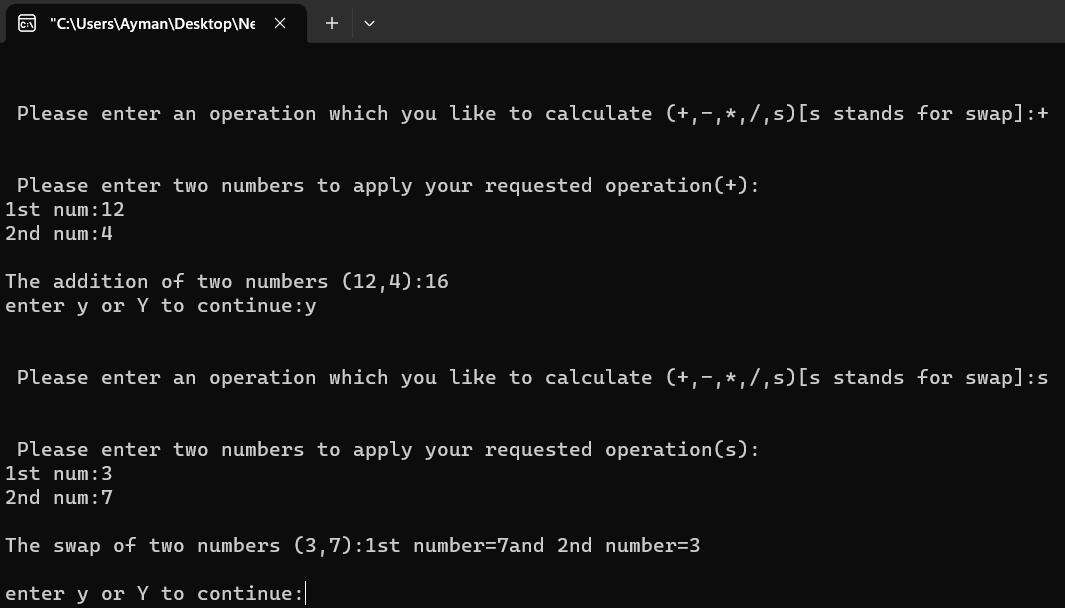 "C:\Users\Ayman\Desktop\Ne
Please enter an operation which you like to calculate (+,-,*,/,s)[s stands for swap]:+
Please enter two numbers to apply your requested operation(+):
1st num:12
2nd num:4
The addition of two numbers (12,4):16
enter y or Y to continue:y
Please enter an operation which you like to calculate (+,-,*,/,s)[s stands for swap]:s
Please enter two numbers to apply your requested operation(s):
1st num:3
2nd num:7
The swap of two numbers (3,7):1st number=7and 2nd number=3
enter y or Y to continue: